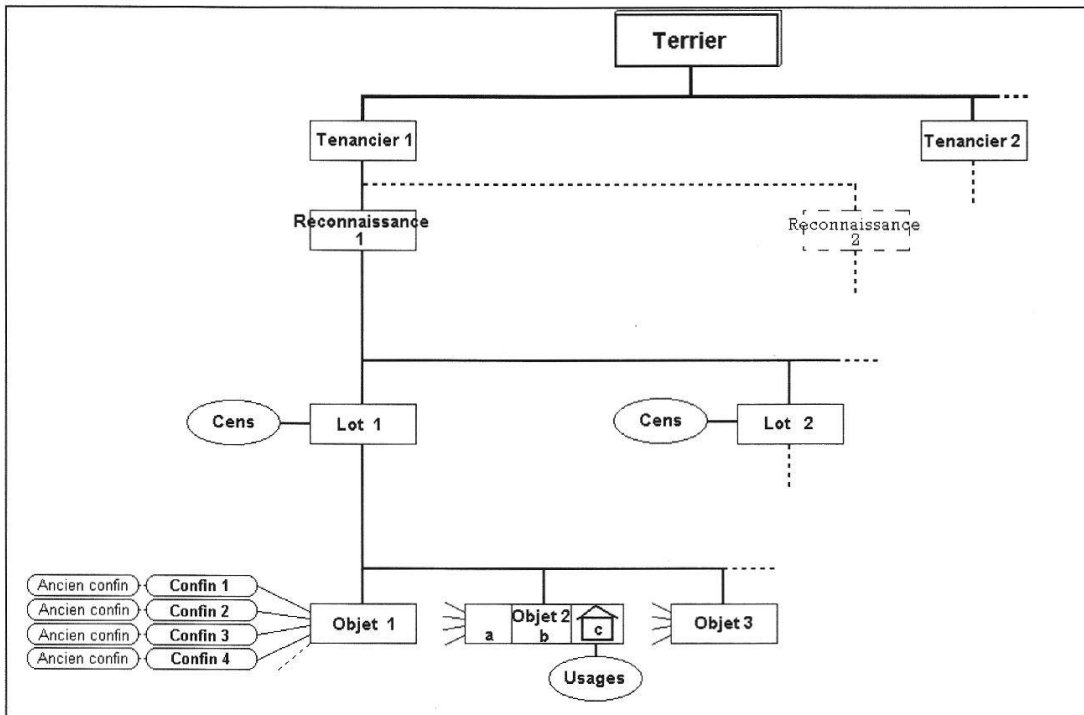 Terrier
Tenancier 1
Tenancier 2
Reconnaissance
1
Reconnaissance
2
Cens
Lot 1
Cens
Lot 2
Ancien confin
Confin 1
Ancien confin
Confin 2
Ancien confin
Confin 3
Ancien confin
Confin 4
Objet 1
a
Objet 2
b
c
Objet 3
Usages